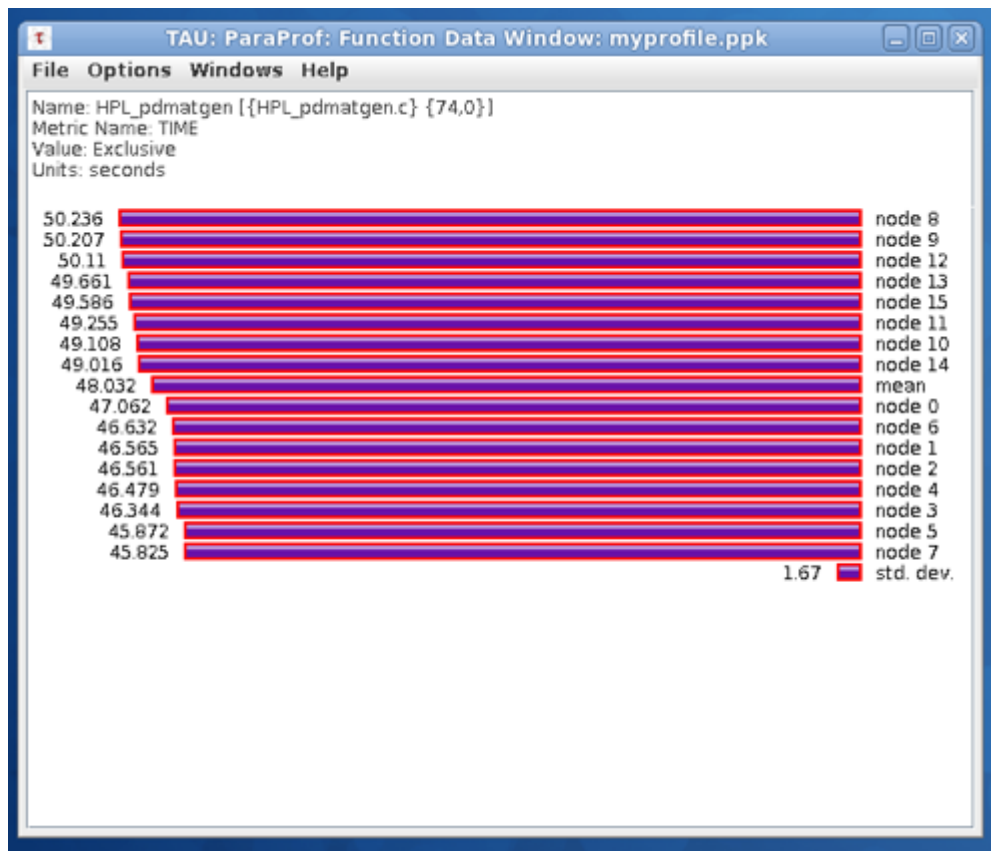 τ TAU: ParaProf: Function Data Window: myprofile.ppk
File Options Windows Help
Name: HPL_pdmatgen [{HPL_pdmatgen.c} {74,0}]
Metric Name: TIME
Value: Exclusive
Units: seconds
50.236 node 8
50.207 node 9
50.11 node 12
49.661 node 13
49.586 node 15
49.255 node 11
49.108 node 10
49.016 node 14
48.032 mean
47.062 node 0
46.632 node 6
46.565 node 1
46.561 node 2
46.479 node 4
46.344 node 3
45.872 node 5
45.825 node 7
1.67 std. dev.